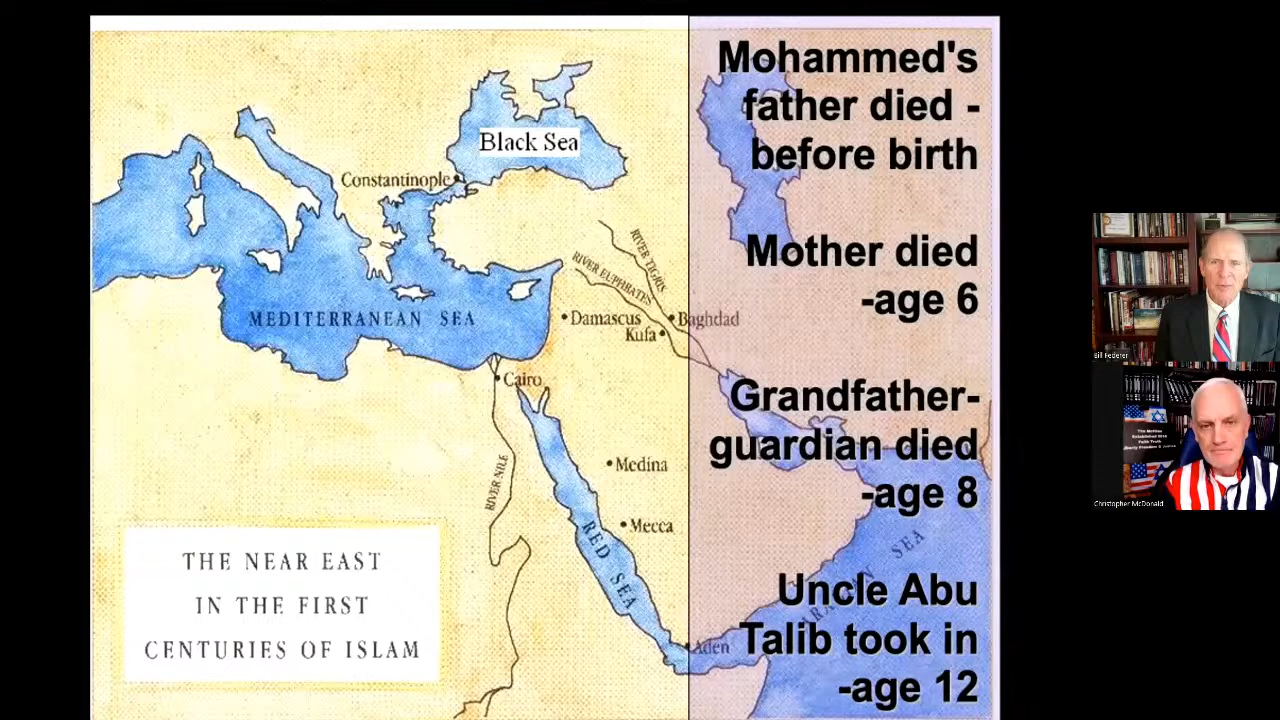 Mohammed's
father died -
before birth
Mother died
-age 6
Grandfather-
guardian died
-age 8
Uncle Abu
Talib took in
-age 12
Black Sea
Constantinople
RIVER TIGRIS
RIVER EUPHRATES
MEDITERRANEAN SEA
Damascus
Baghdad
Kufa
Cairo
RIVER NILE
Medina
Mecca
RED SEA
Aden
SEA
THE NEAR EAST
IN THE FIRST
CENTURIES OF ISLAM
Bill Federer
Christopher McDonald